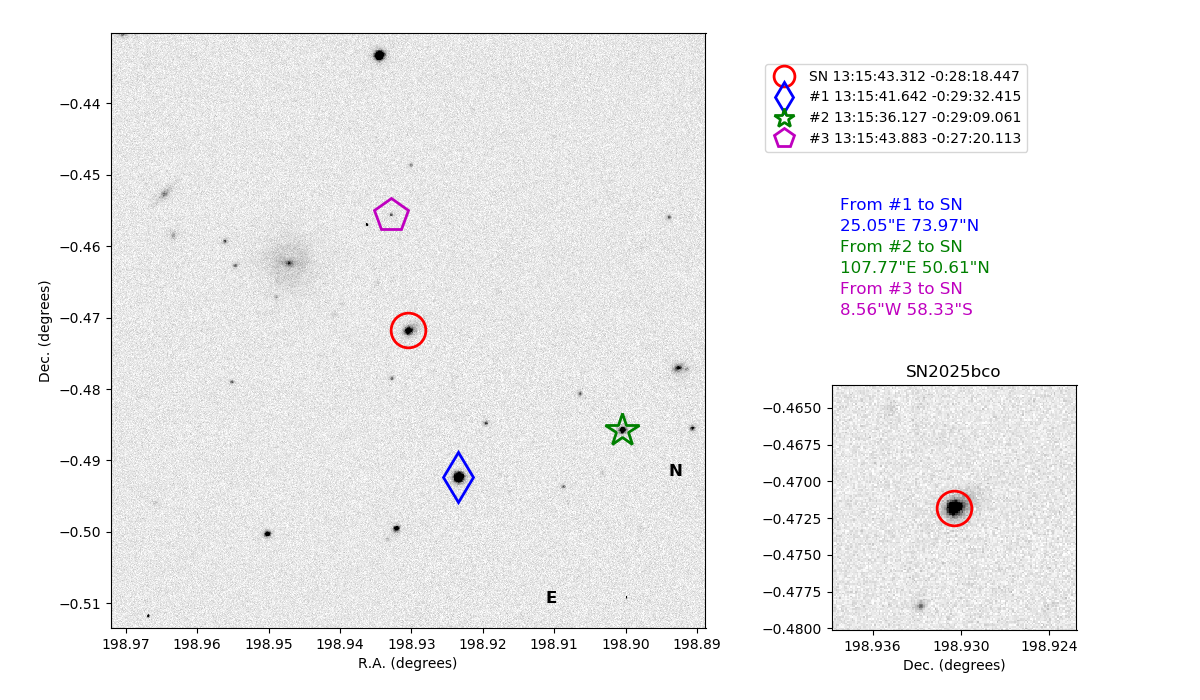 −0.44
−0.45
−0.46
−0.47
−0.48
−0.49
−0.50
−0.51
Dec. (degrees)
198.97 198.96 198.95 198.94 198.93 198.92 198.91 198.90 198.89
R.A. (degrees)
N
E
SN 13:15:43.312 -0:28:18.447
#1 13:15:41.642 -0:29:32.415
#2 13:15:36.127 -0:29:09.061
#3 13:15:43.883 -0:27:20.113
From #1 to SN
25.05"E 73.97"N
From #2 to SN
107.77"E 50.61"N
From #3 to SN
8.56"W 58.33"S
SN2025bco
−0.4650
−0.4675
−0.4700
−0.4725
−0.4750
−0.4775
−0.4800
198.936 198.930 198.924
Dec. (degrees)